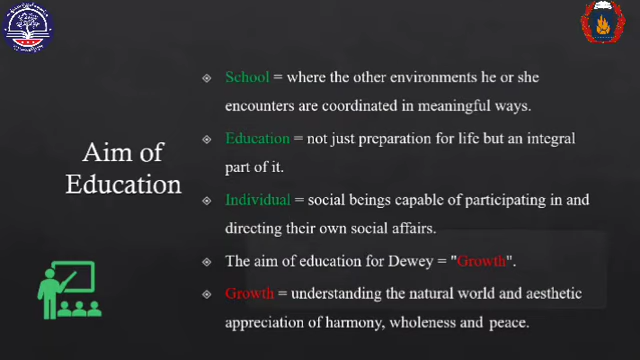 Aim of
Education
School = where the other environments he or she
encounters are coordinated in meaningful ways.
Education = not just preparation for life but an integral
part of it.
Individual = social beings capable of participating in and
directing their own social affairs.
The aim of education for Dewey = "Growth".
Growth = understanding the natural world and aesthetic
appreciation of harmony, wholeness and peace.